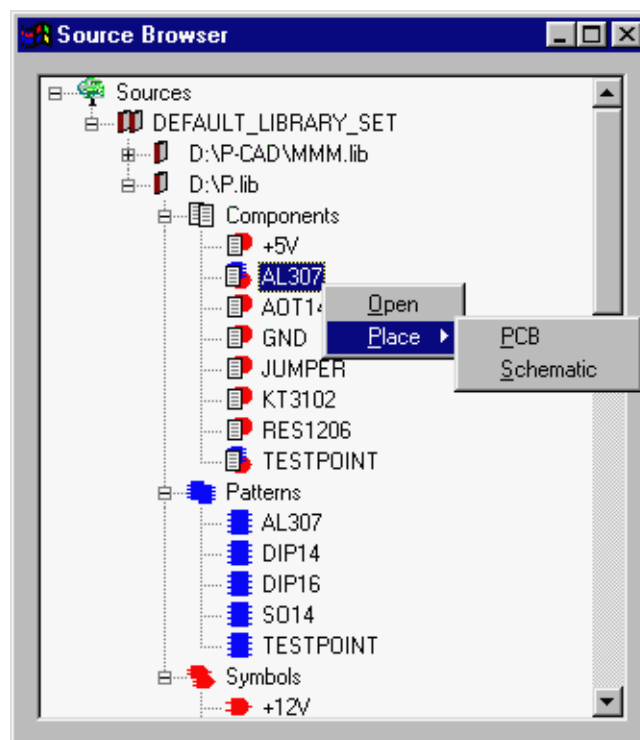 Source Browser
Sources
DEFAULT_LIBRARY_SET
D:\P-CAD\MMM.lib
D:\P.lib
Components
+5V
AL307
AOT14
Open
GND
Place
PCB
JUMPER
Schematic
KT3102
RES1206
TESTPOINT
Patterns
AL307
DIP14
DIP16
SO14
TESTPOINT
Symbols
+12V